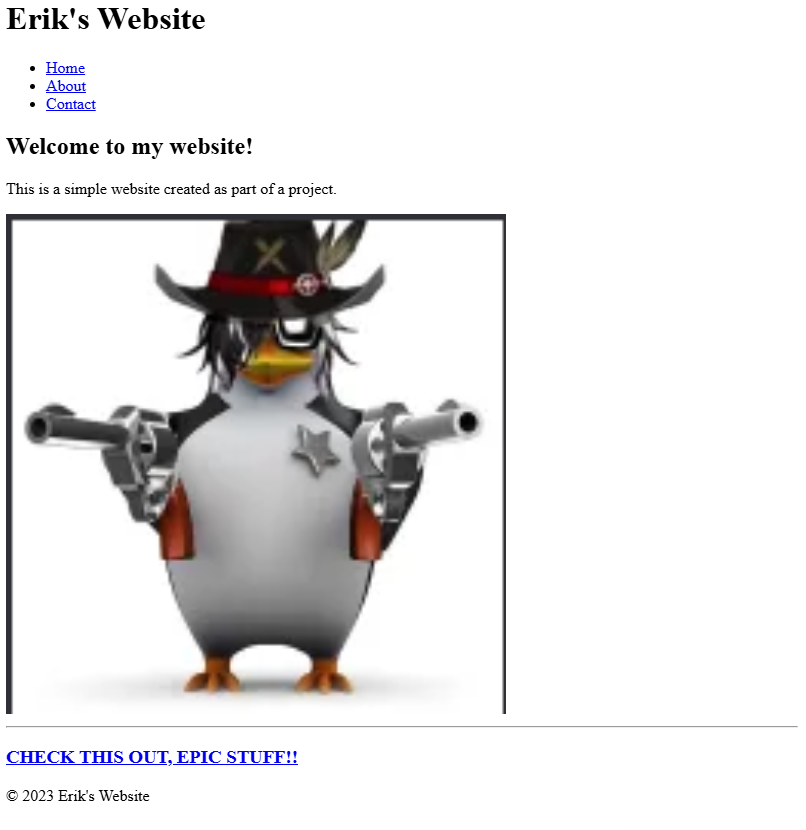 Erik's Website
Home
About
Contact
Welcome to my website!
This is a simple website created as part of a project.
CHECK THIS OUT, EPIC STUFF!!
© 2023 Erik's Website